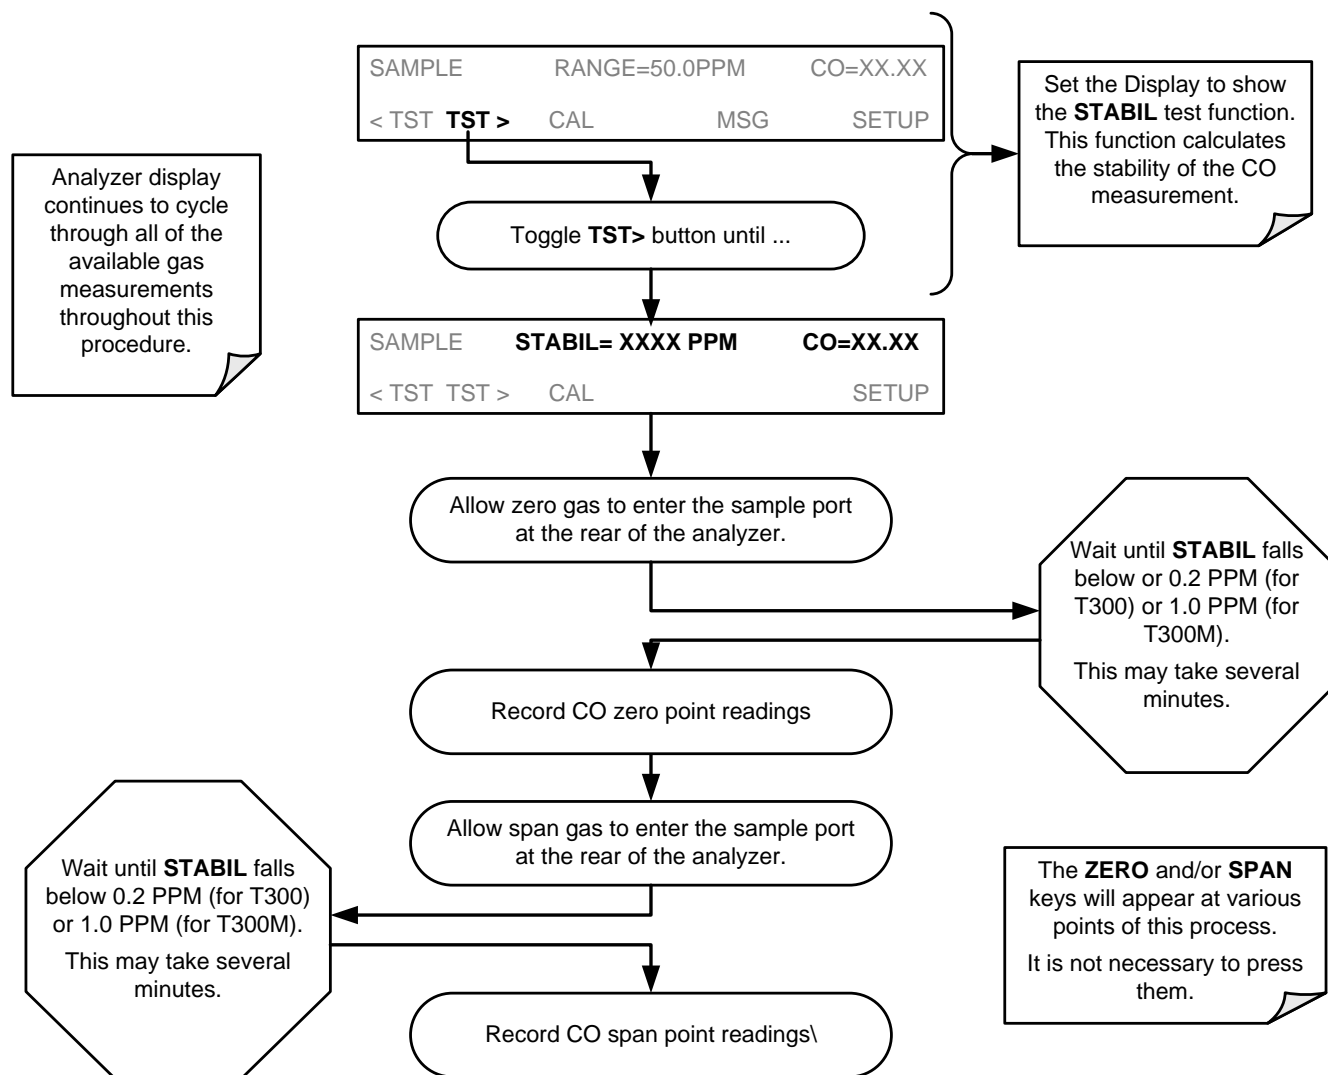 SAMPLE RANGE=50.0PPM CO=XX.XX
< TST TST > CAL MSG SETUP
Set the Display to show
the STABIL test function.
This function calculates
the stability of the CO
measurement.
Analyzer display
continues to cycle
through all of the
available gas
measurements
throughout this
procedure.
Toggle TST> button until ...
SAMPLE STABIL= XXXX PPM CO=XX.XX
< TST TST > CAL SETUP
Allow zero gas to enter the sample port
at the rear of the analyzer.
Wait until STABIL falls
below or 0.2 PPM (for
T300) or 1.0 PPM (for
T300M).
This may take several
minutes.
Record CO zero point readings
Allow span gas to enter the sample port
at the rear of the analyzer.
Wait until STABIL falls
below 0.2 PPM (for T300)
or 1.0 PPM (for T300M).
This may take several
minutes.
The ZERO and/or SPAN
keys will appear at various
points of this process.
It is not necessary to press
them.
Record CO span point readings\